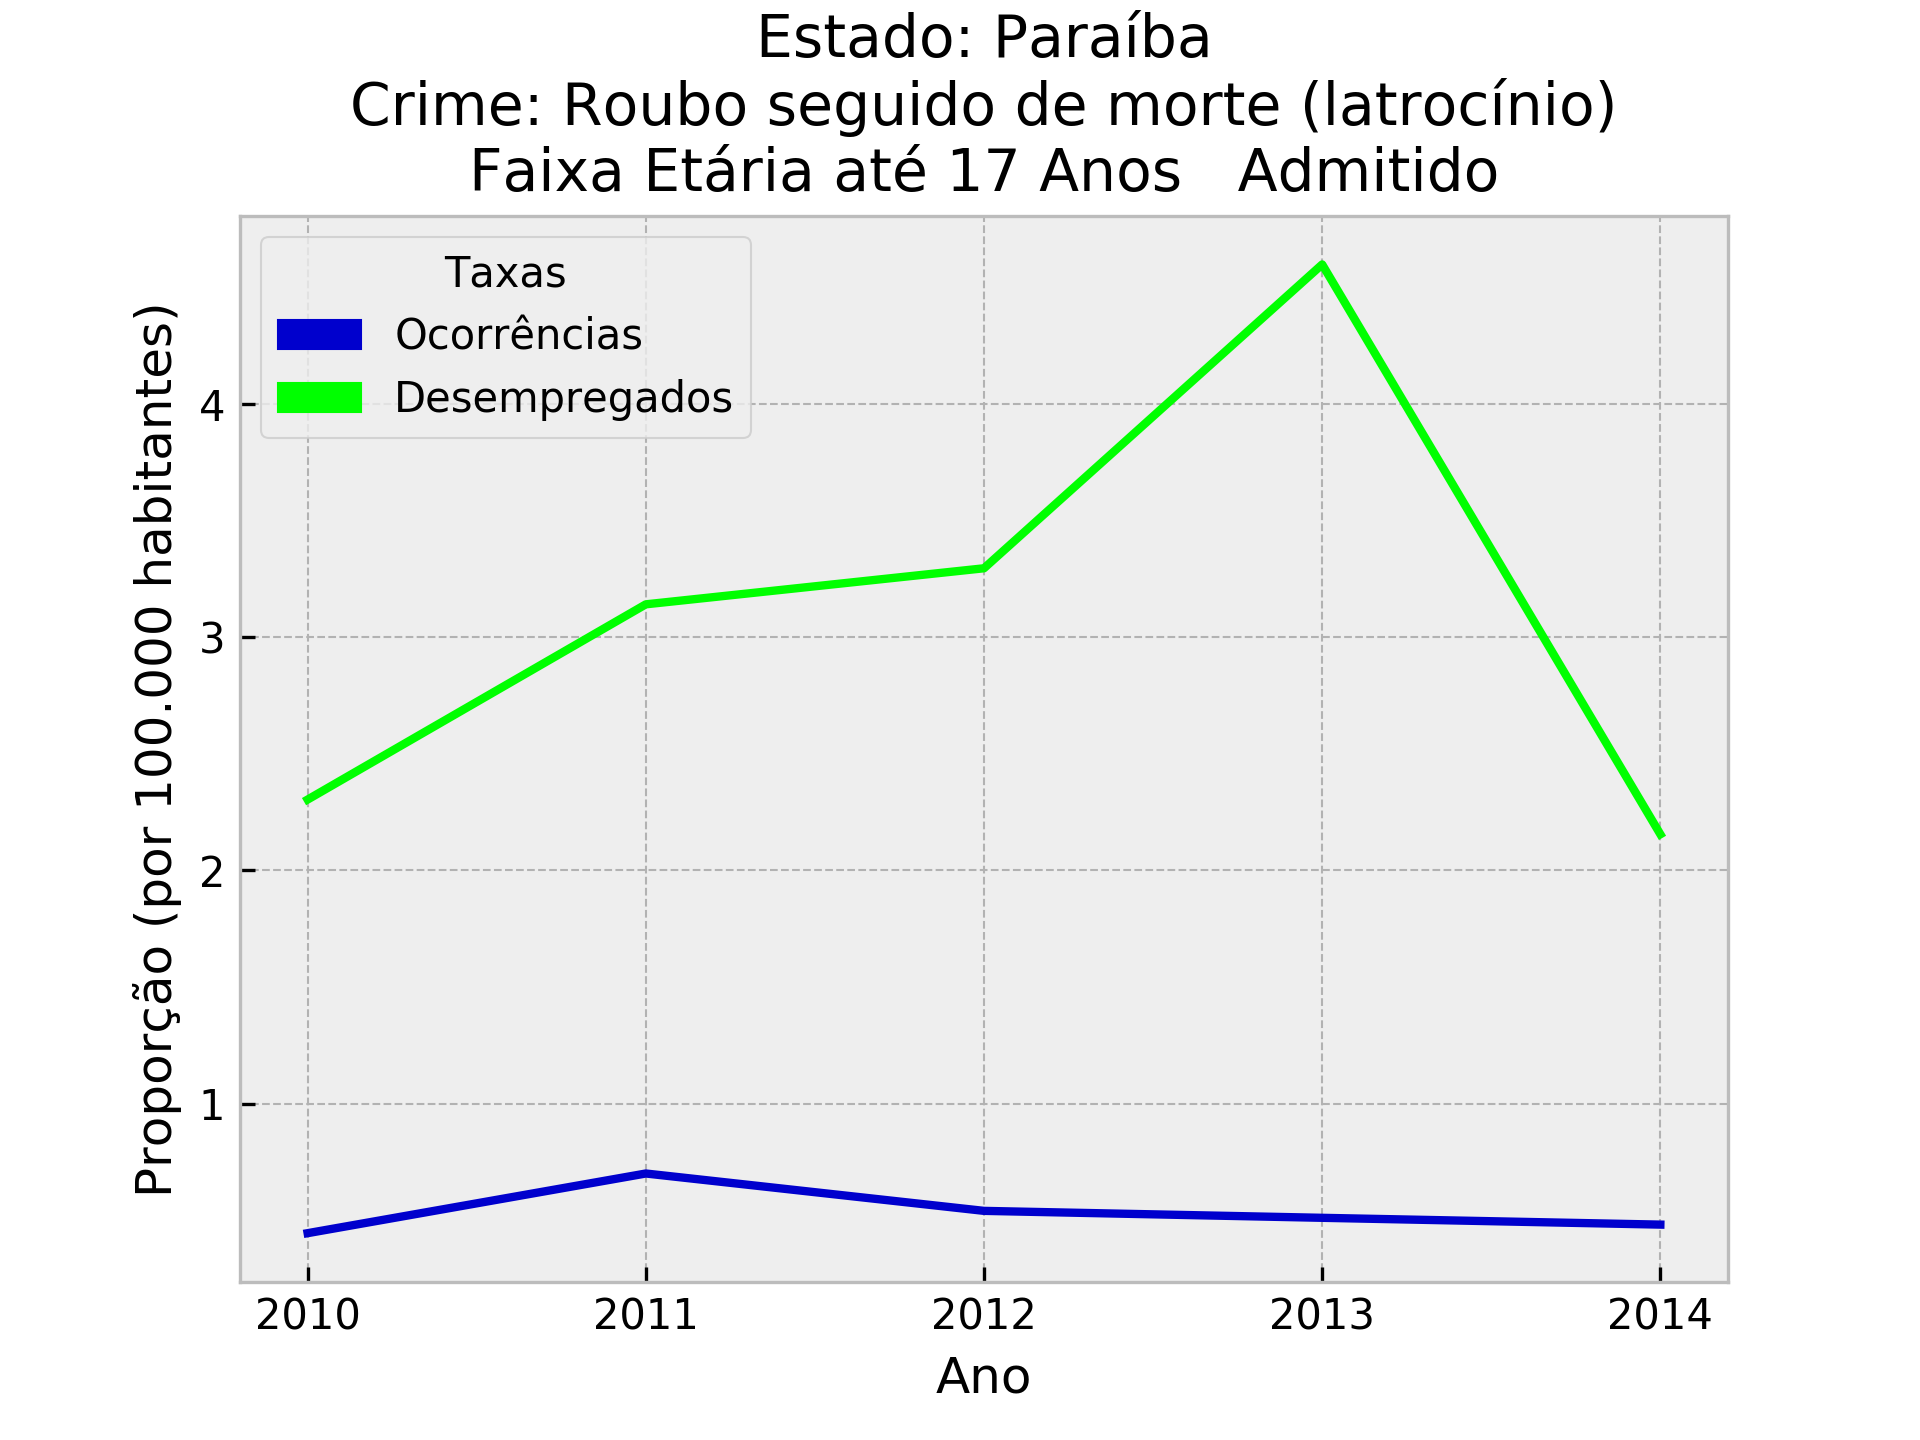 Estado: Paraíba
Crime: Roubo seguido de morte (latrocínio)
Faixa Etária até 17 Anos   Admitido
Taxas
Ocorrências
Desempregados
Proporção (por 100.000 habitantes)
4
3
2
1
2010 2011 2012 2013 2014
Ano